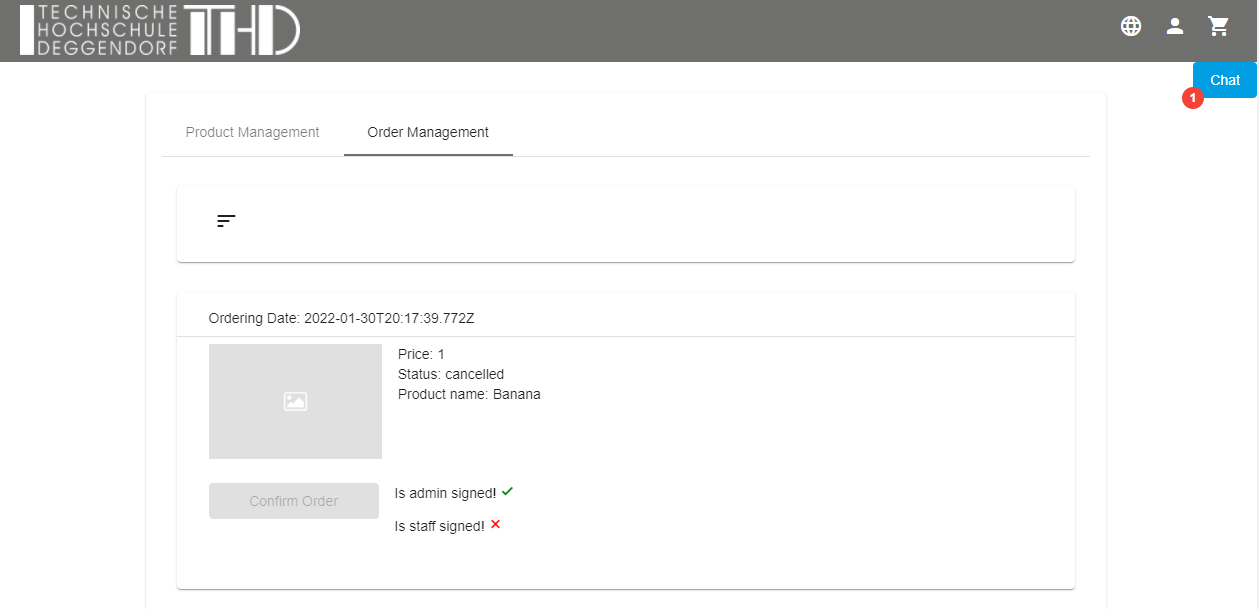 TECHNISCHE
HOCHSCHULE
DEGGENDORF
THD
Chat
1
Product Management
Order Management
Ordering Date: 2022-01-30T20:17:39.772Z
Price: 1
Status: cancelled
Product name: Banana
Confirm Order
Is admin signed!
Is staff signed!